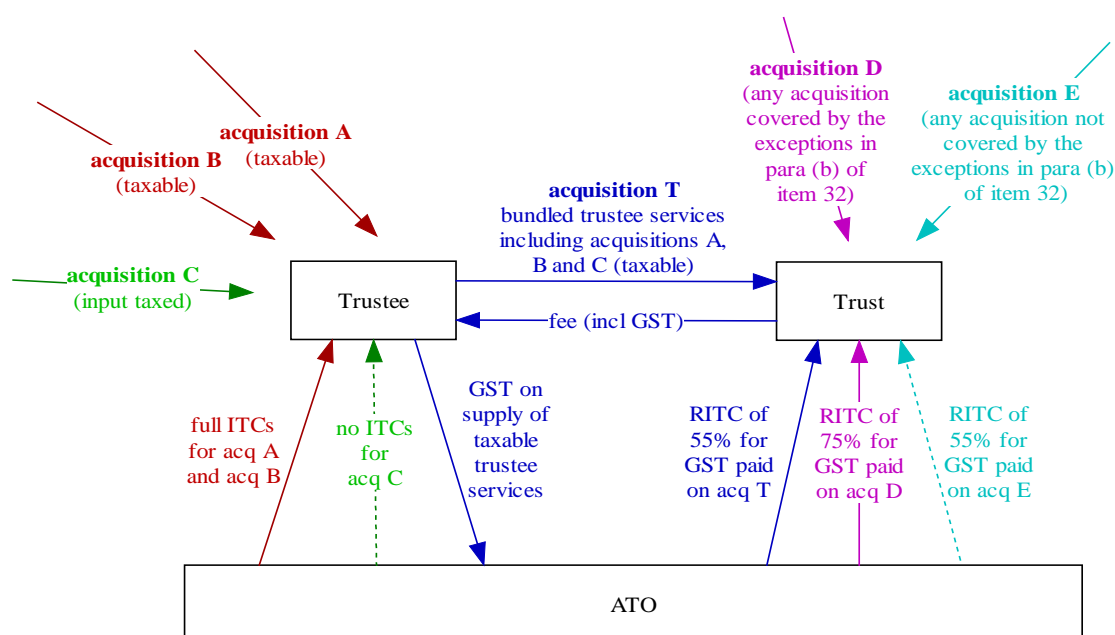 acquisition D
(any acquisition
covered by the
exceptions in
para (b) of
item 32)
acquisition E
(any acquisition not
covered by the
exceptions in para (b)
of item 32)
acquisition A
(taxable)
acquisition B
(taxable)
acquisition T
bundled trustee services
including acquisitions A,
B and C (taxable)
acquisition C
(input taxed)
Trustee
Trust
fee (incl GST)
full ITCs
for acq A
and acq B
no ITCs
for
acq C
GST on
supply of
taxable
trustee
services
RITC of
55% for
GST paid
on acq T
RITC of
75% for
GST paid
on acq D
RITC of
55% for
GST paid
on acq E
ATO